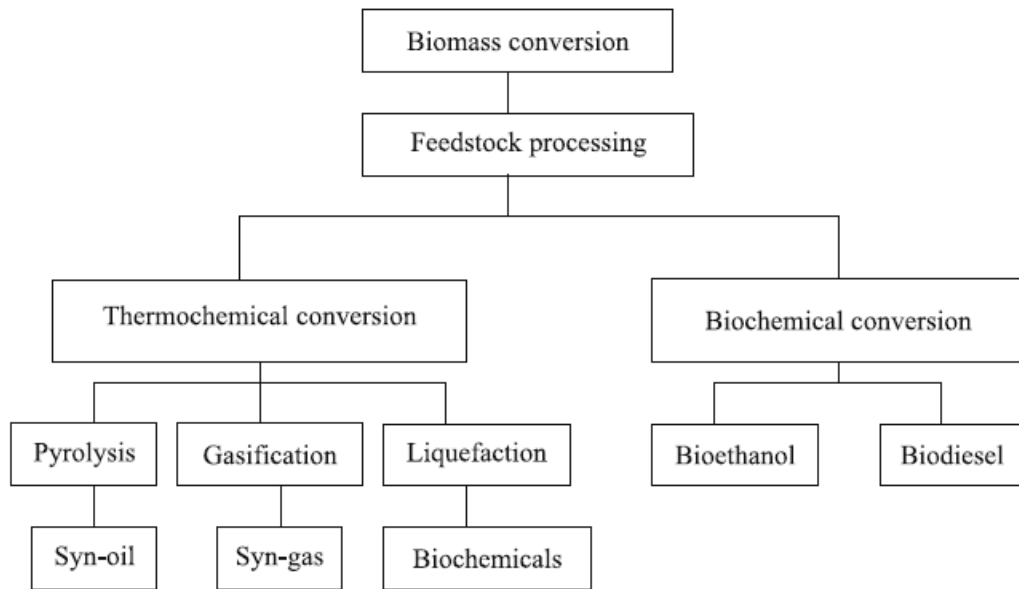 Biomass conversion
Feedstock processing
Thermochemical conversion
Biochemical conversion
Pyrolysis
Gasification
Liquefaction
Bioethanol
Biodiesel
Syn-oil
Syn-gas
Biochemicals